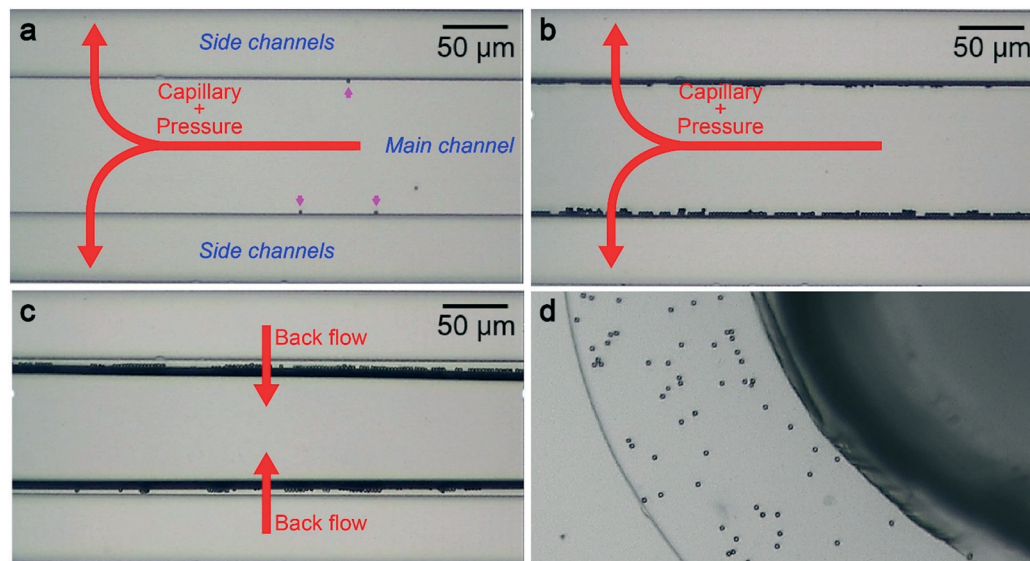 a
Side channels
50 µm
Capillary
+
Pressure
Main channel
Side channels
b
50 µm
Capillary
+
Pressure
c
50 µm
Back flow
Back flow
d